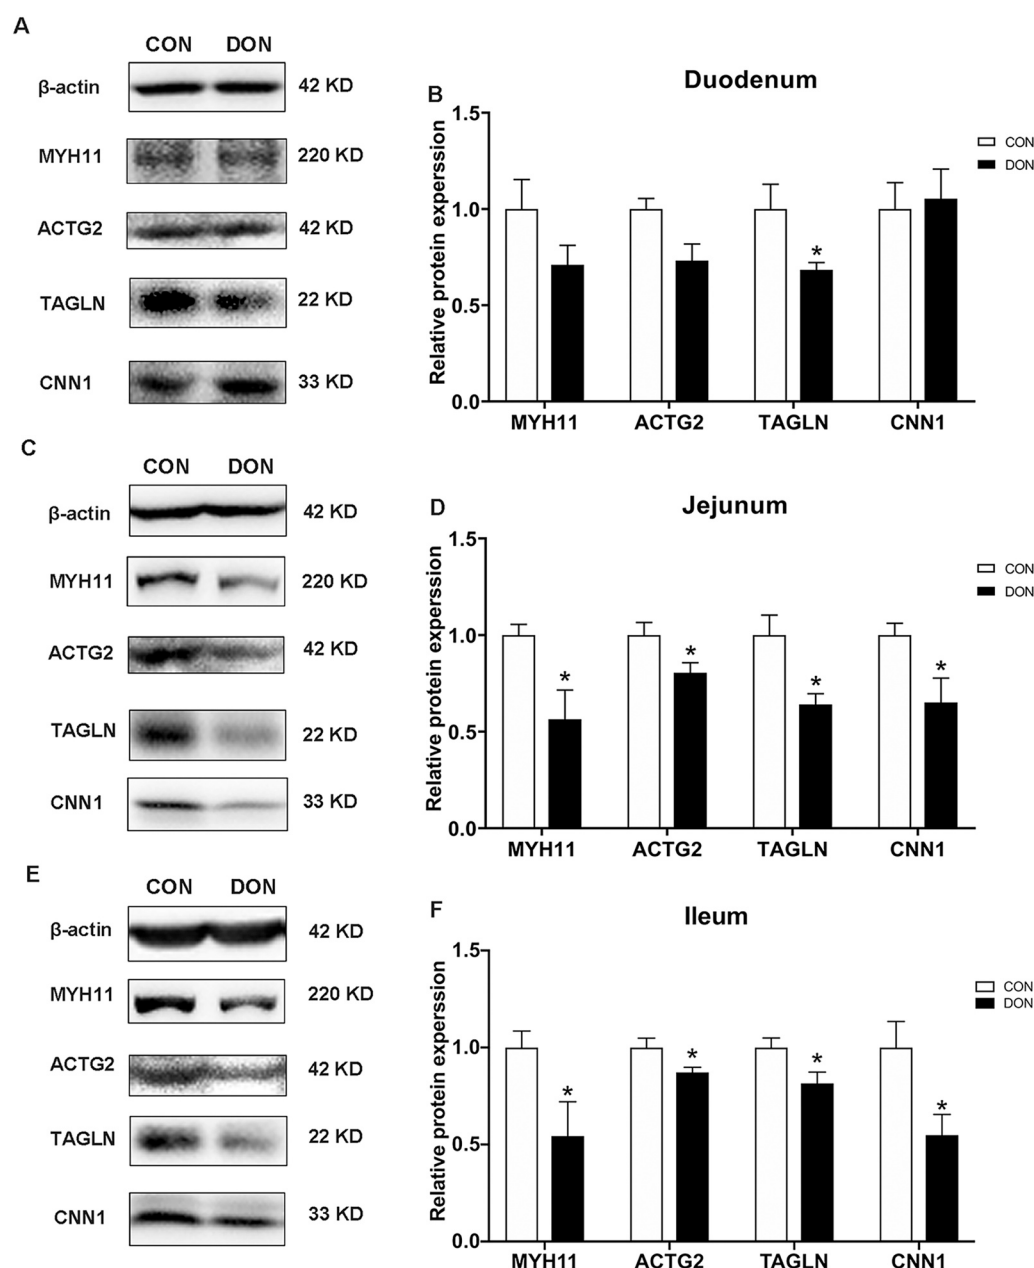 A
CON DON
β-actin 42 KD
MYH11 220 KD
ACTG2 42 KD
TAGLN 22 KD
CNN1 33 KD
B
Duodenum
Relative protein experssion
1.5
1.0
0.5
0.0
*
MYH11 ACTG2 TAGLN CNN1
CON
DON
C
CON DON
β-actin 42 KD
MYH11 220 KD
ACTG2 42 KD
TAGLN 22 KD
CNN1 33 KD
D
Jejunum
Relative protein experssion
1.5
1.0
0.5
0.0
* * * *
MYH11 ACTG2 TAGLN CNN1
CON
DON
E
CON DON
β-actin 42 KD
MYH11 220 KD
ACTG2 42 KD
TAGLN 22 KD
CNN1 33 KD
F
Ileum
Relative protein experssion
1.5
1.0
0.5
0.0
* * * *
MYH11 ACTG2 TAGLN CNN1
CON
DON